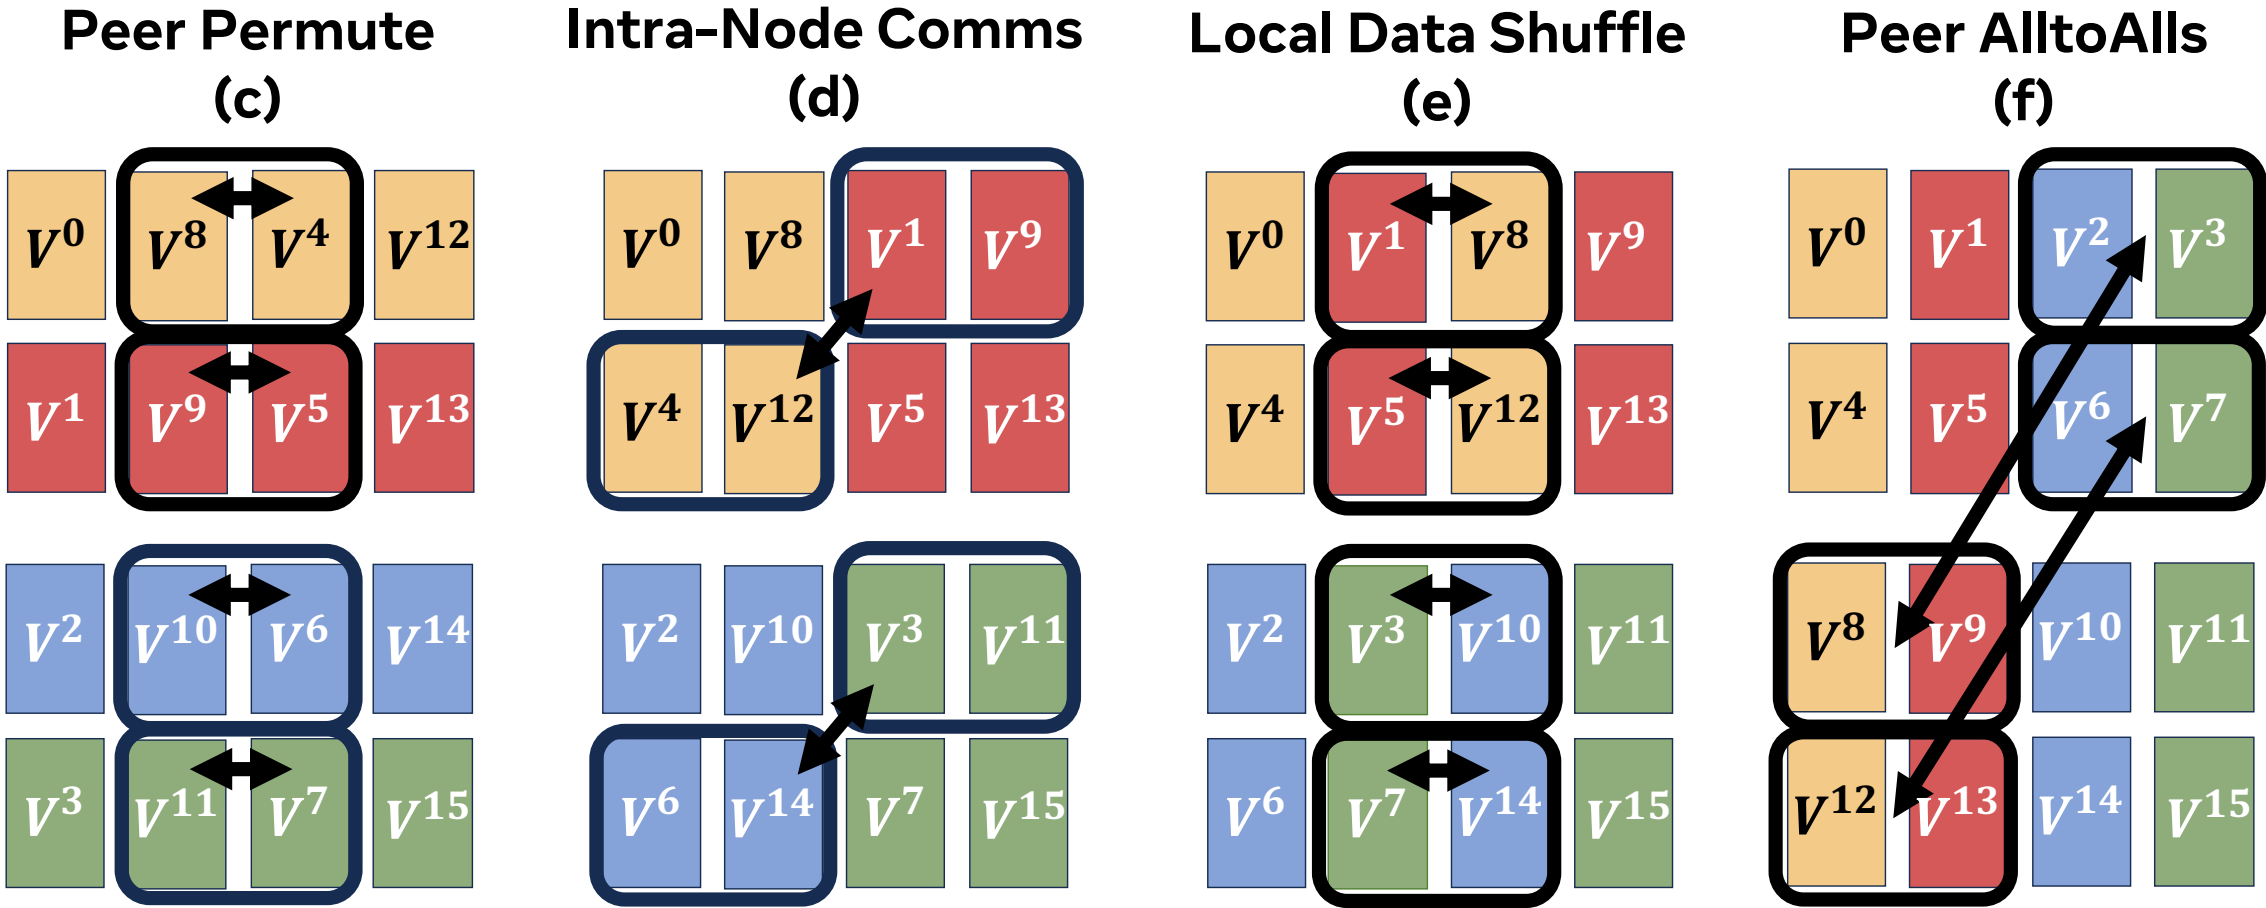 Peer Permute
(c)
V⁰ V⁸ V⁴ V¹²
V¹ V⁹ V⁵ V¹³
V² V¹⁰ V⁶ V¹⁴
V³ V¹¹ V⁷ V¹⁵
Intra-Node Comms
(d)
V⁰ V⁸ V¹ V⁹
V⁴ V¹² V⁵ V¹³
V² V¹⁰ V³ V¹¹
V⁶ V¹⁴ V⁷ V¹⁵
Local Data Shuffle
(e)
V⁰ V¹ V⁸ V⁹
V⁴ V⁵ V¹² V¹³
V² V³ V¹⁰ V¹¹
V⁶ V⁷ V¹⁴ V¹⁵
Peer AlltoAlls
(f)
V⁰ V¹ V² V³
V⁴ V⁵ V⁶ V⁷
V⁸ V⁹ V¹⁰ V¹¹
V¹² V¹³ V¹⁴ V¹⁵